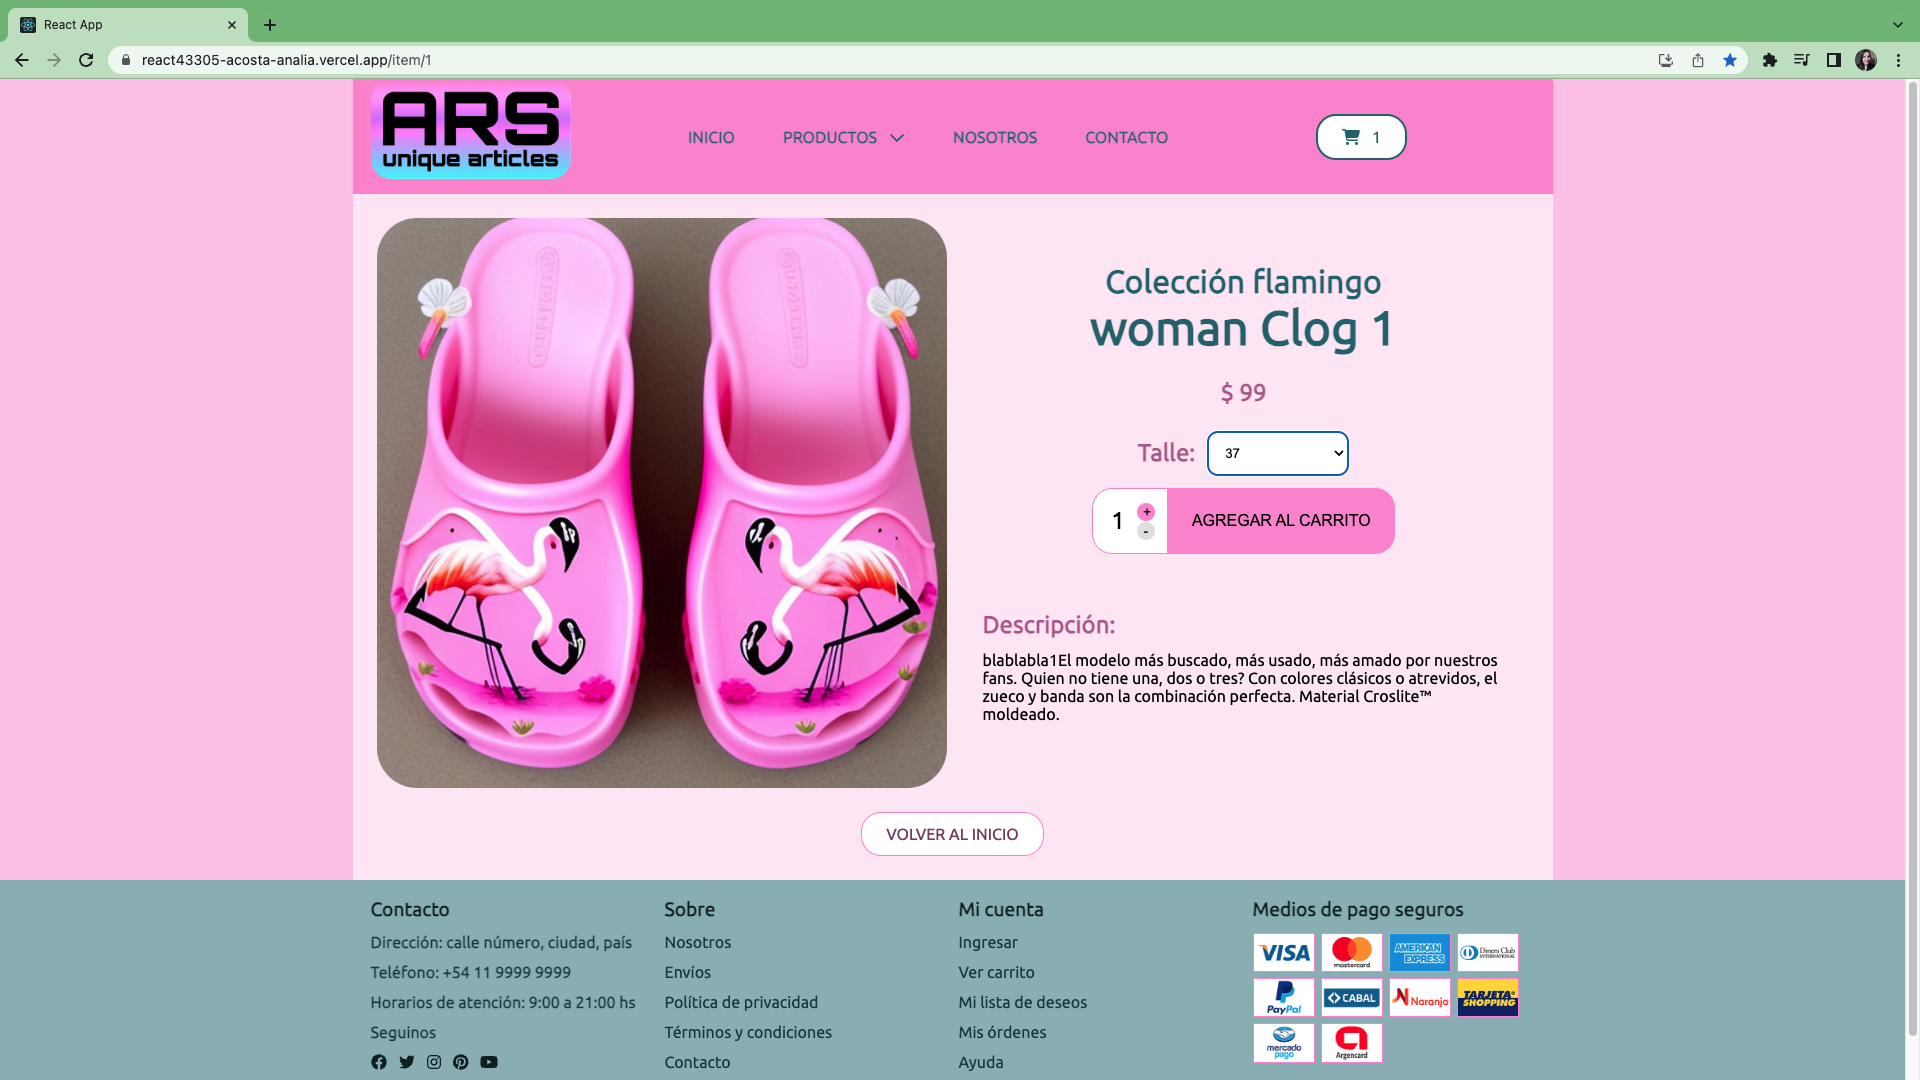 React App
react43305-acosta-analia.vercel.app/item/1
ARS
unique articles
INICIO
PRODUCTOS
NOSOTROS
CONTACTO
1
Colección flamingo
woman Clog 1
$ 99
Talle:
37
1
+
-
AGREGAR AL CARRITO
Descripción:
blablabla1El modelo más buscado, más usado, más amado por nuestros
fans. Quien no tiene una, dos o tres? Con colores clásicos o atrevidos, el
zueco y banda son la combinación perfecta. Material Croslite™
moldeado.
VOLVER AL INICIO
Contacto
Dirección: calle número, ciudad, país
Teléfono: +54 11 9999 9999
Horarios de atención: 9:00 a 21:00 hs
Seguinos
Sobre
Nosotros
Envíos
Política de privacidad
Términos y condiciones
Contacto
Mi cuenta
Ingresar
Ver carrito
Mi lista de deseos
Mis órdenes
Ayuda
Medios de pago seguros
VISA
mastercard
AMERICAN
EXPRESS
Diners Club
INTERNATIONAL
PayPal
CABAL
Naranja
TARJETA
SHOPPING
mercado
pago
Argencard